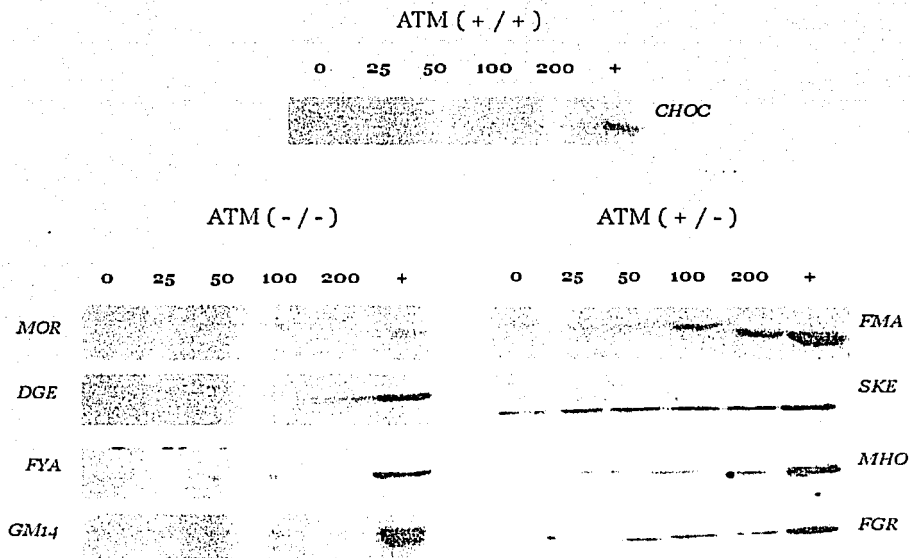 ATM ( + / + )
0 25 50 100 200 +
CHOC
ATM ( - / - )
0 25 50 100 200 +
MOR
DGE
FYA
GM14
ATM ( + / - )
0 25 50 100 200 +
FMA
SKE
MHO
FGR